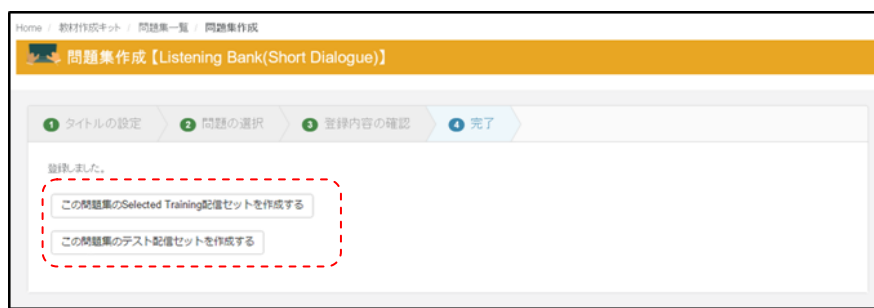 Home / 教材作成キット / 問題集一覧 / 問題集作成
問題集作成【Listening Bank(Short Dialogue)】
1 タイトルの設定 2 問題の選択 3 登録内容の確認 4 完了
登録しました。
この問題集のSelected Training配信セットを作成する
この問題集のテスト配信セットを作成する